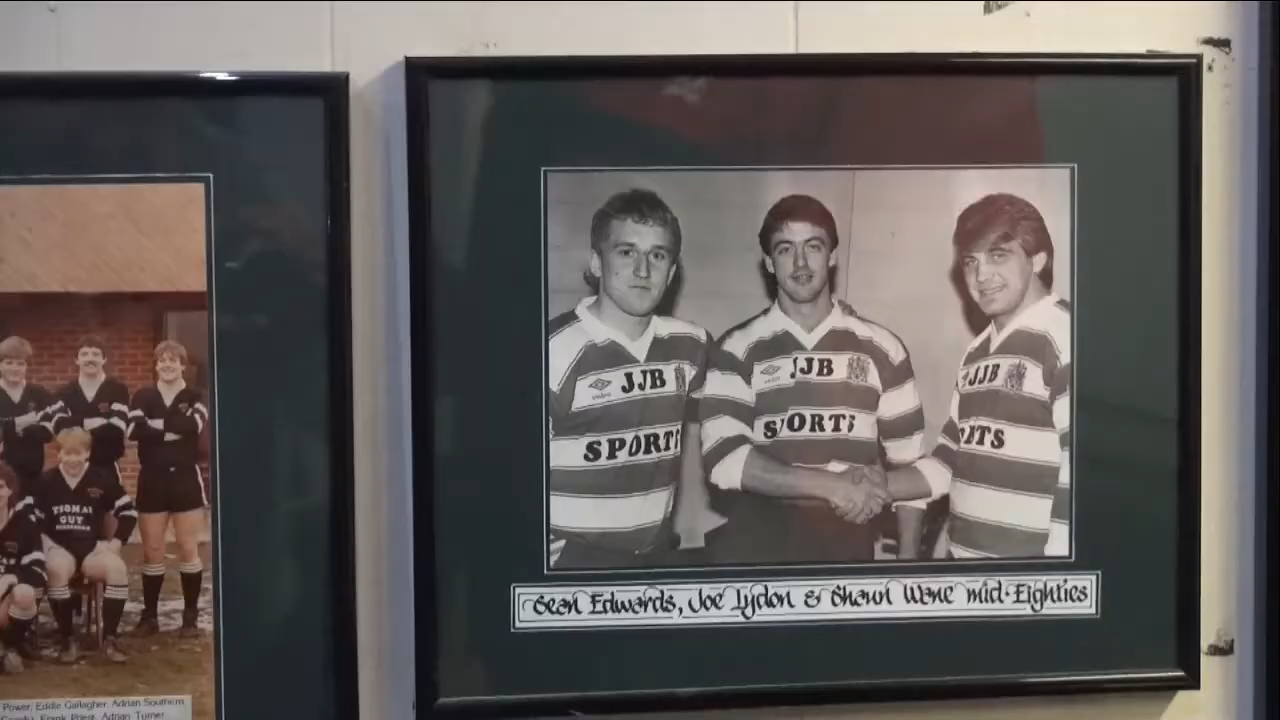 THOMAS
GUY
Power, Eddie Gallagher, Adrian Southern
Frank Priest, Adrian Turner
JJB
SPORTS
JJB
SPORTS
JJB
RTS
Sean Edwards, Joe Lydon & Shaun Wane mid-Eighties